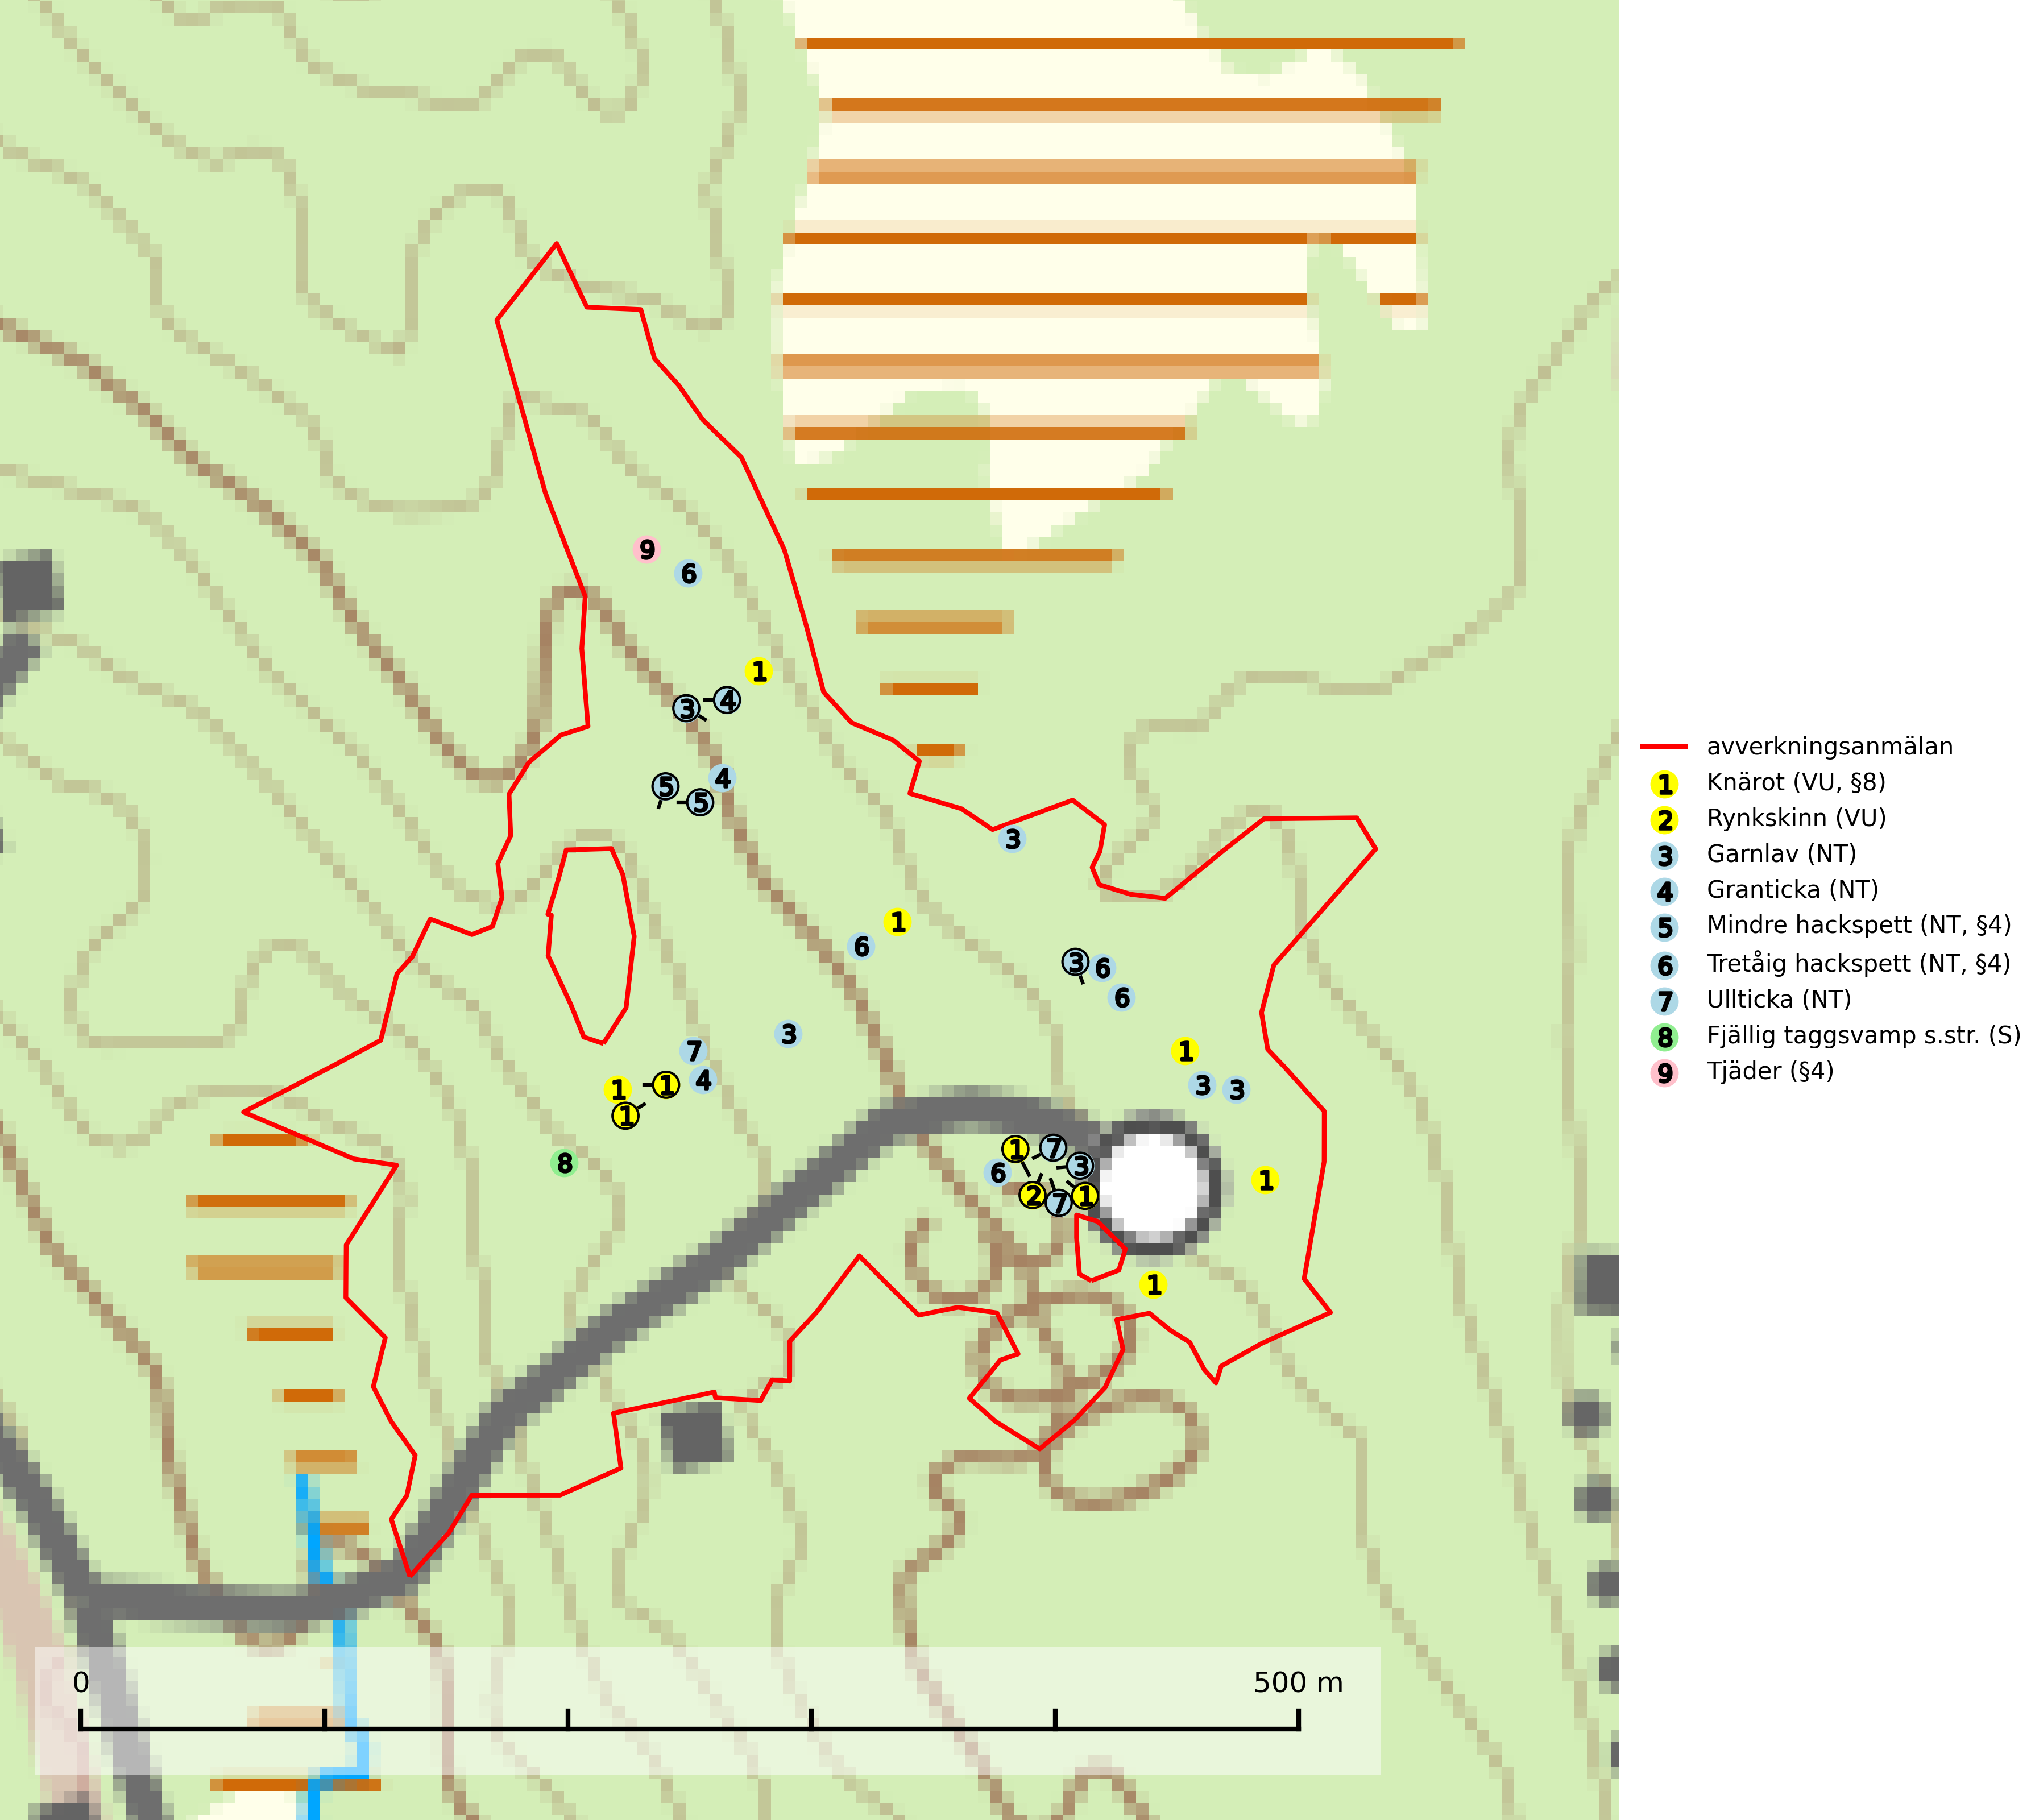 9
6
1
3 4
5 4
5
3
1
6
3 6
6
3
7 1
1 1 4 3 3
1
8
1 7
6 3 1
2 7 1
1
avverkningsanmälan
1 Knärot (VU, §8)
2 Rynkskinn (VU)
3 Garnlav (NT)
4 Granticka (NT)
5 Mindre hackspett (NT, §4)
6 Tretåig hackspett (NT, §4)
7 Ullticka (NT)
8 Fjällig taggsvamp s.str. (S)
9 Tjäder (§4)
0 500 m